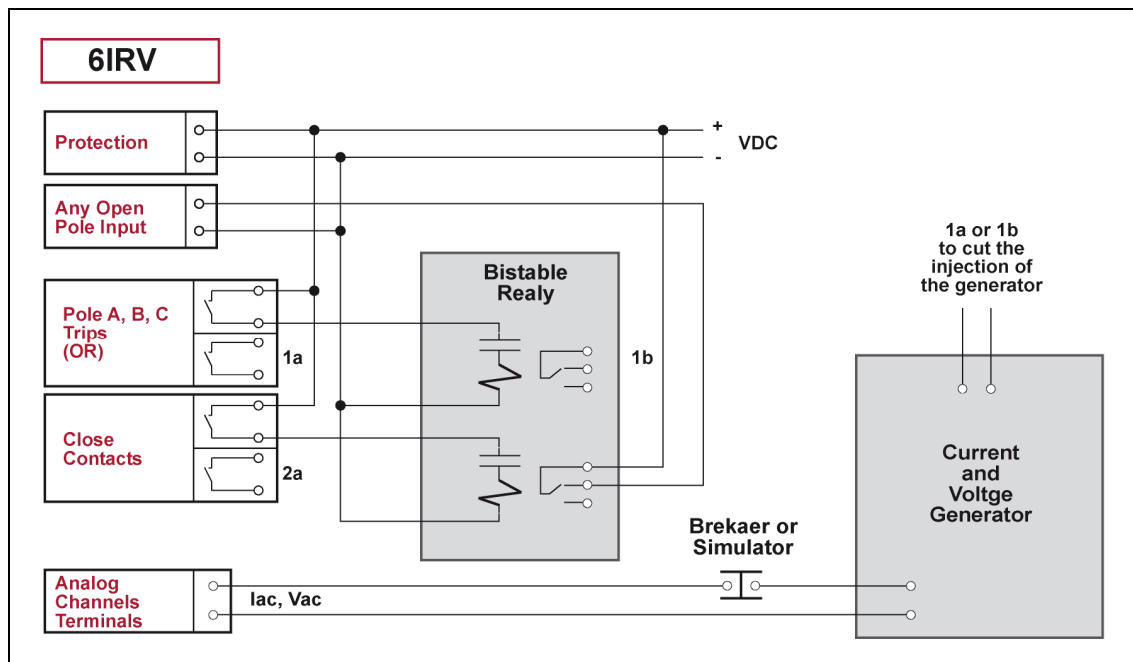 6IRV
Protection
+
VDC
-
Any Open
Pole Input
1a or 1b
to cut the
injection of
the generator
Bistable
Realy
Pole A, B, C
Trips
(OR)
1a
1b
Close
Contacts
2a
Current
and
Voltge
Generator
Brekaer or
Simulator
Analog
Channels
Terminals
Iac, Vac